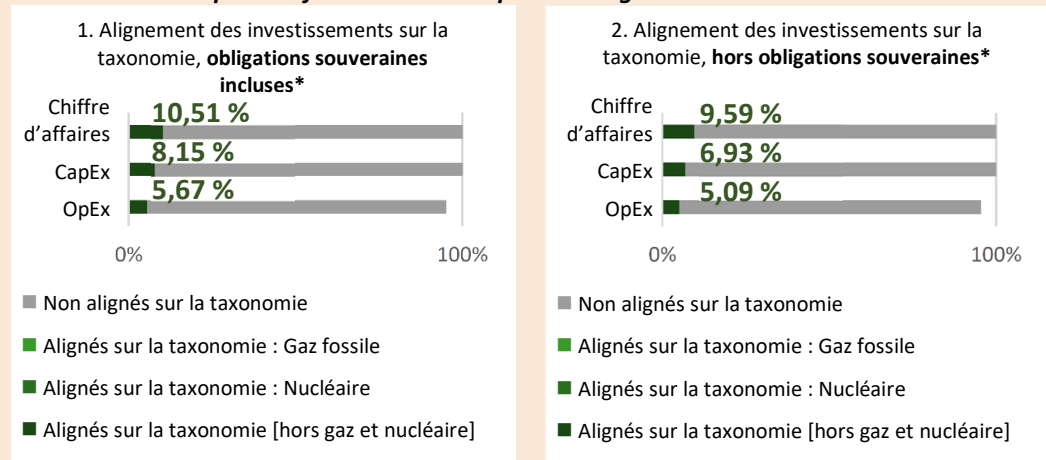 1. Alignement des investissements sur la
taxonomie, obligations souveraines
incluses*
Chiffre
d’affaires
10,51 %
CapEx
8,15 %
OpEx
5,67 %
0%
100%
Non alignés sur la taxonomie
Alignés sur la taxonomie : Gaz fossile
Alignés sur la taxonomie : Nucléaire
Alignés sur la taxonomie [hors gaz et nucléaire]
2. Alignement des investissements sur la
taxonomie, hors obligations souveraines*
Chiffre
d’affaires
9,59 %
CapEx
6,93 %
OpEx
5,09 %
0%
100%
Non alignés sur la taxonomie
Alignés sur la taxonomie : Gaz fossile
Alignés sur la taxonomie : Nucléaire
Alignés sur la taxonomie [hors gaz et nucléaire]